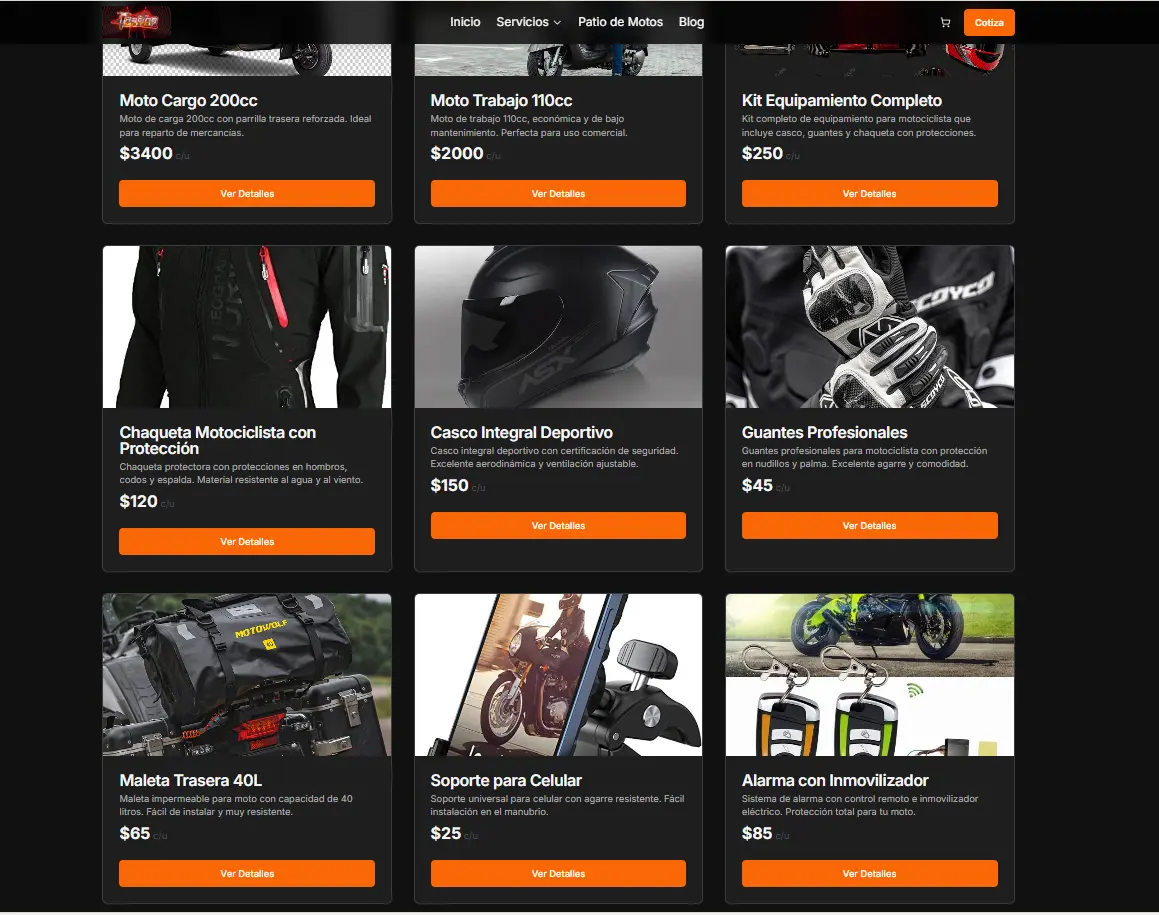 Inicio Servicios Patio de Motos Blog Cotiza
Moto Cargo 200cc
Moto de carga 200cc con parrilla trasera reforzada. Ideal
para reparto de mercancías.
$3400 c/u
Ver Detalles
Moto Trabajo 110cc
Moto de trabajo 110cc, económica y de bajo
mantenimiento. Perfecta para uso comercial.
$2000 c/u
Ver Detalles
Kit Equipamiento Completo
Kit completo de equipamiento para motociclista que
incluye casco, guantes y chaqueta con protecciones.
$250 c/u
Ver Detalles
Chaqueta Motociclista con
Protección
Chaqueta protectora con protecciones en hombros,
codos y espalda. Material resistente al agua y al viento.
$120 c/u
Ver Detalles
ASX
Casco Integral Deportivo
Casco integral deportivo con certificación de seguridad.
Excelente aerodinámica y ventilación ajustable.
$150 c/u
Ver Detalles
SCOYCO
SCOYCO
Guantes Profesionales
Guantes profesionales para motociclista con protección
en nudillos y palma. Excelente agarre y comodidad.
$45 c/u
Ver Detalles
MOTOWOLF
40
Maleta Trasera 40L
Maleta impermeable para moto con capacidad de 40
litros. Fácil de instalar y muy resistente.
$65 c/u
Ver Detalles
Soporte para Celular
Soporte universal para celular con agarre resistente. Fácil
instalación en el manubrio.
$25 c/u
Ver Detalles
Alarma con Inmovilizador
Sistema de alarma con control remoto e inmovilizador
eléctrico. Protección total para tu moto.
$85 c/u
Ver Detalles